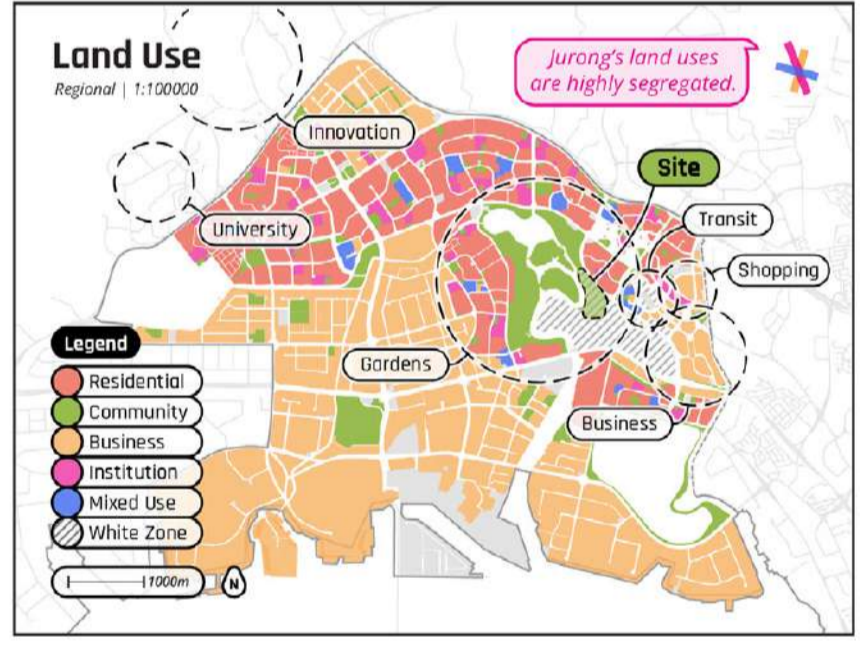 Land Use
Regional | 1:100000
Jurong's land uses
are highly segregated.
Innovation
Site
University
Transit
Shopping
Gardens
Business
Legend
Residential
Community
Business
Institution
Mixed Use
White Zone
1000m
N